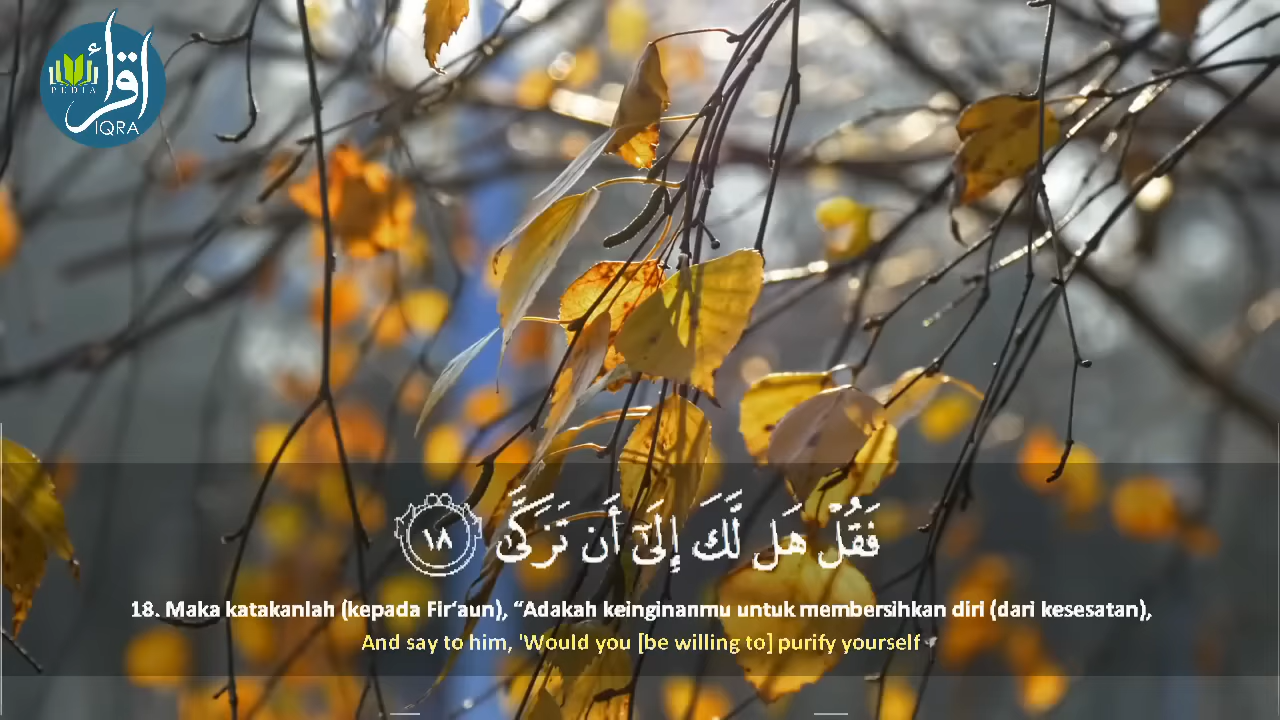 اقرأ
PEDIA
IQRA
فَقُلْ هَل لَّكَ إِلَىٰٓ أَن تَزَكَّىٰ ١٨
18. Maka katakanlah (kepada Fir‘aun), “Adakah keinginanmu untuk membersihkan diri (dari kesesatan),
And say to him, 'Would you [be willing to] purify yourself